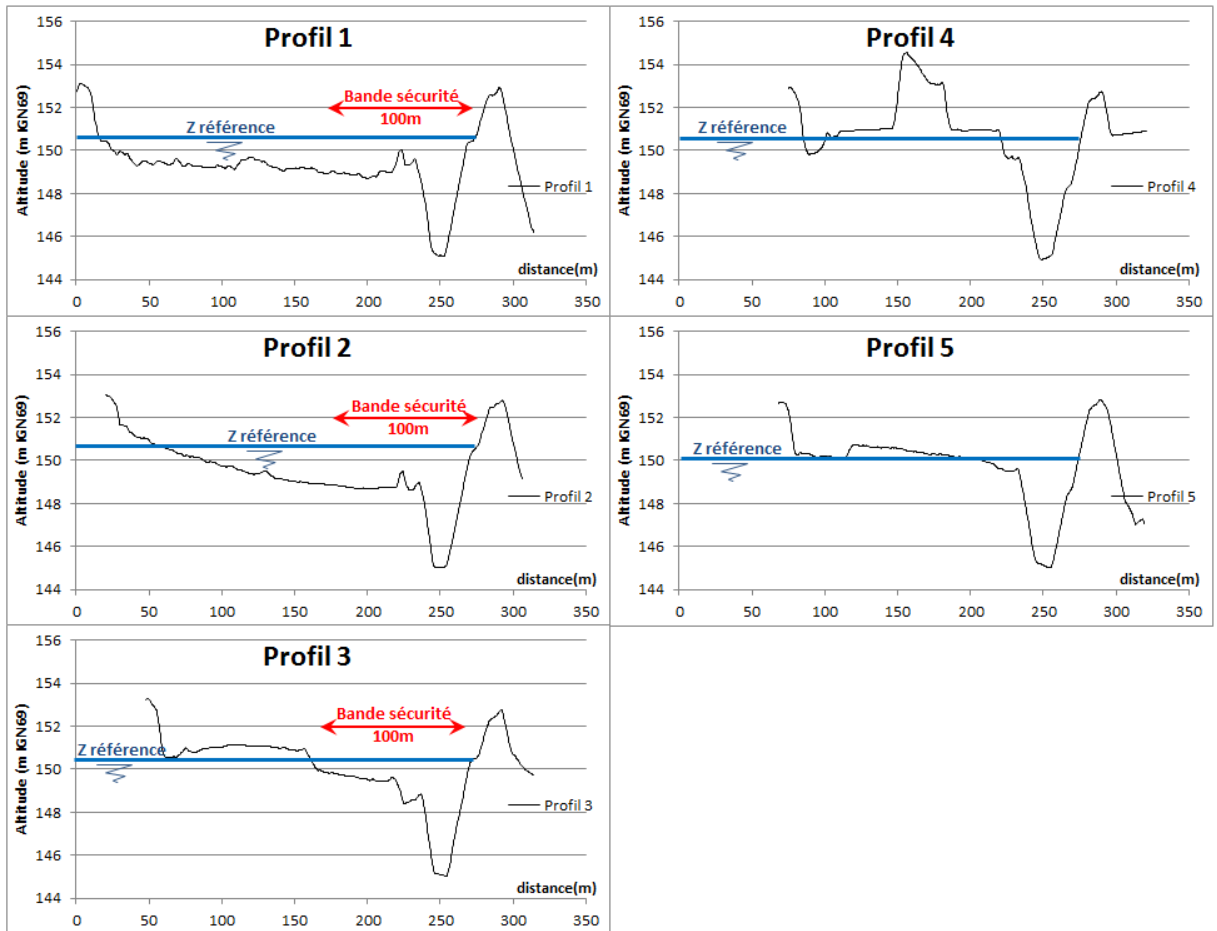 Profil 1
Altitude (m IGN69)
156
154
152
150
148
146
144
Bande sécurité
100m
Z référence
Profil 1
distance(m)
0 50 100 150 200 250 300 350
Profil 4
Altitude (m IGN69)
156
154
152
150
148
146
144
Z référence
Profil 4
distance(m)
0 50 100 150 200 250 300 350
Profil 2
Altitude (m IGN69)
156
154
152
150
148
146
144
Bande sécurité
100m
Z référence
Profil 2
distance(m)
0 50 100 150 200 250 300 350
Profil 5
Altitude (m IGN69)
156
154
152
150
148
146
144
Z référence
Profil 5
distance(m)
0 50 100 150 200 250 300 350
Profil 3
Altitude (m IGN69)
156
154
152
150
148
146
144
Bande sécurité
100m
Z référence
Profil 3
distance(m)
0 50 100 150 200 250 300 350